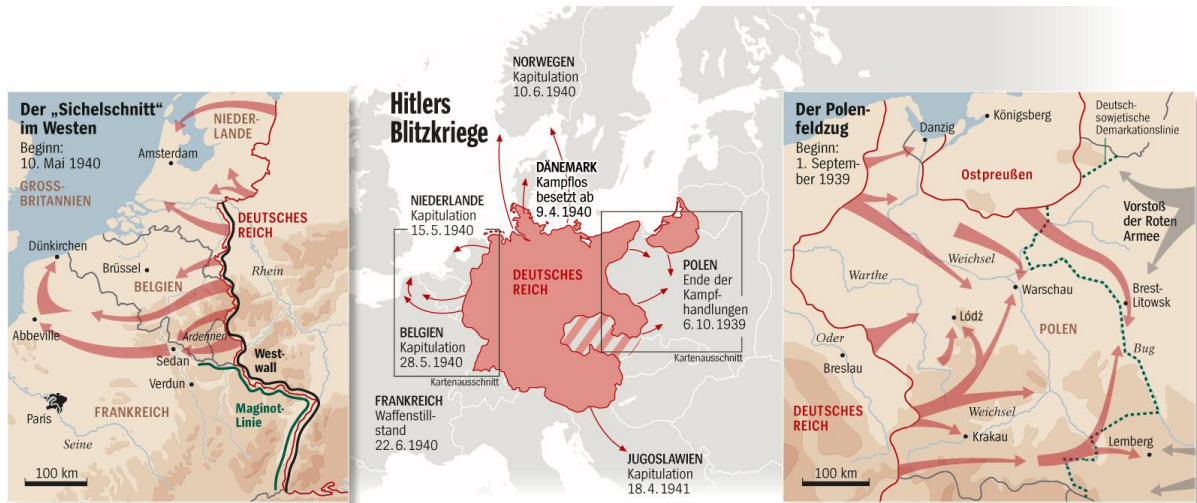 Der „Sichelschnitt“
im Westen
Beginn:
10. Mai 1940
NIEDER-
LANDE
Amsterdam
GROSS-
BRITANNIEN
DEUTSCHES
REICH
Dünkirchen
Brüssel
Rhein
BELGIEN
Abbeville
Ardennen
Sedan
West-
wall
Verdun
Maginot-
Linie
Paris
FRANKREICH
Seine
100 km
Hitlers
Blitzkriege
NORWEGEN
Kapitulation
10.6.1940
DÄNEMARK
Kampflos
besetzt ab
9.4.1940
NIEDERLANDE
Kapitulation
15.5.1940
DEUTSCHES
REICH
POLEN
Ende der
Kampf-
handlungen
6.10.1939
Kartenausschnitt
BELGIEN
Kapitulation
28.5.1940
Kartenausschnitt
FRANKREICH
Waffenstill-
stand
22.6.1940
JUGOSLAWIEN
Kapitulation
18.4.1941
Der Polen-
feldzug
Beginn:
1. Septem-
ber 1939
Danzig
Königsberg
Deutsch-
sowjetische
Demarkationslinie
Ostpreußen
Vorstoß
der Roten
Armee
Weichsel
Warthe
Warschau
Brest-
Litowsk
Lódź
POLEN
Oder
Bug
Breslau
DEUTSCHES
REICH
Weichsel
Krakau
Lemberg
100 km